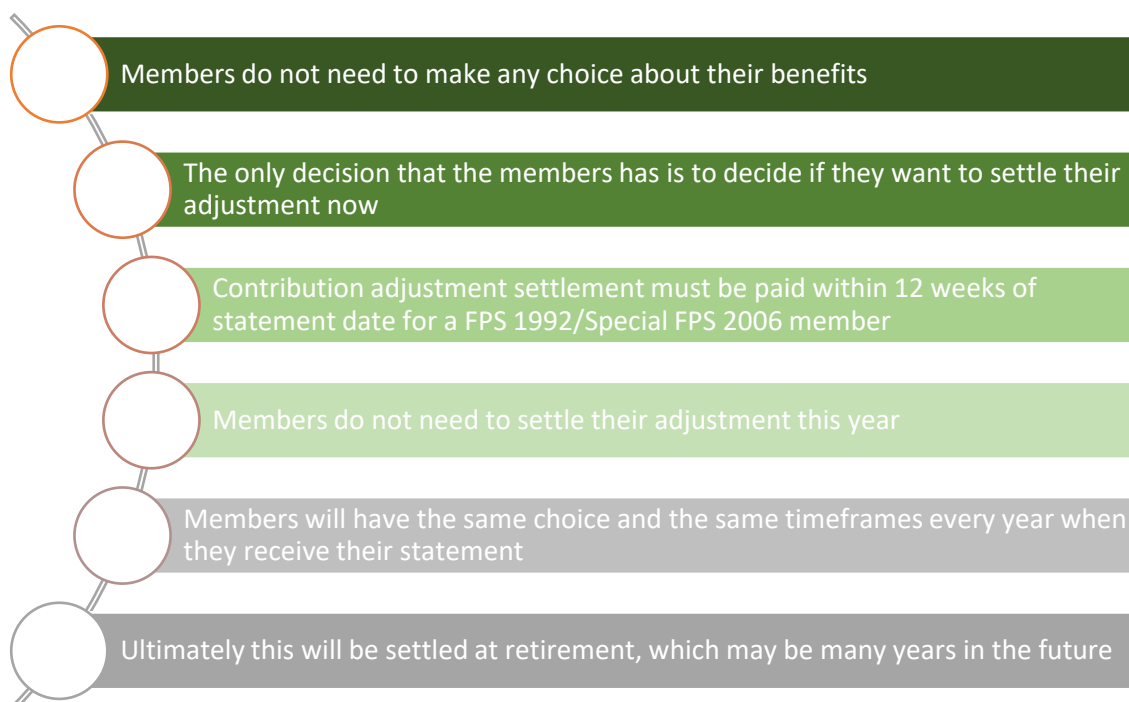 Members do not need to make any choice about their benefits
The only decision that the members has is to decide if they want to settle their
adjustment now
Contribution adjustment settlement must be paid within 12 weeks of
statement date for a FPS 1992/Special FPS 2006 member
Members do not need to settle their adjustment this year
Members will have the same choice and the same timeframes every year when
they receive their statement
Ultimately this will be settled at retirement, which may be many years in the future